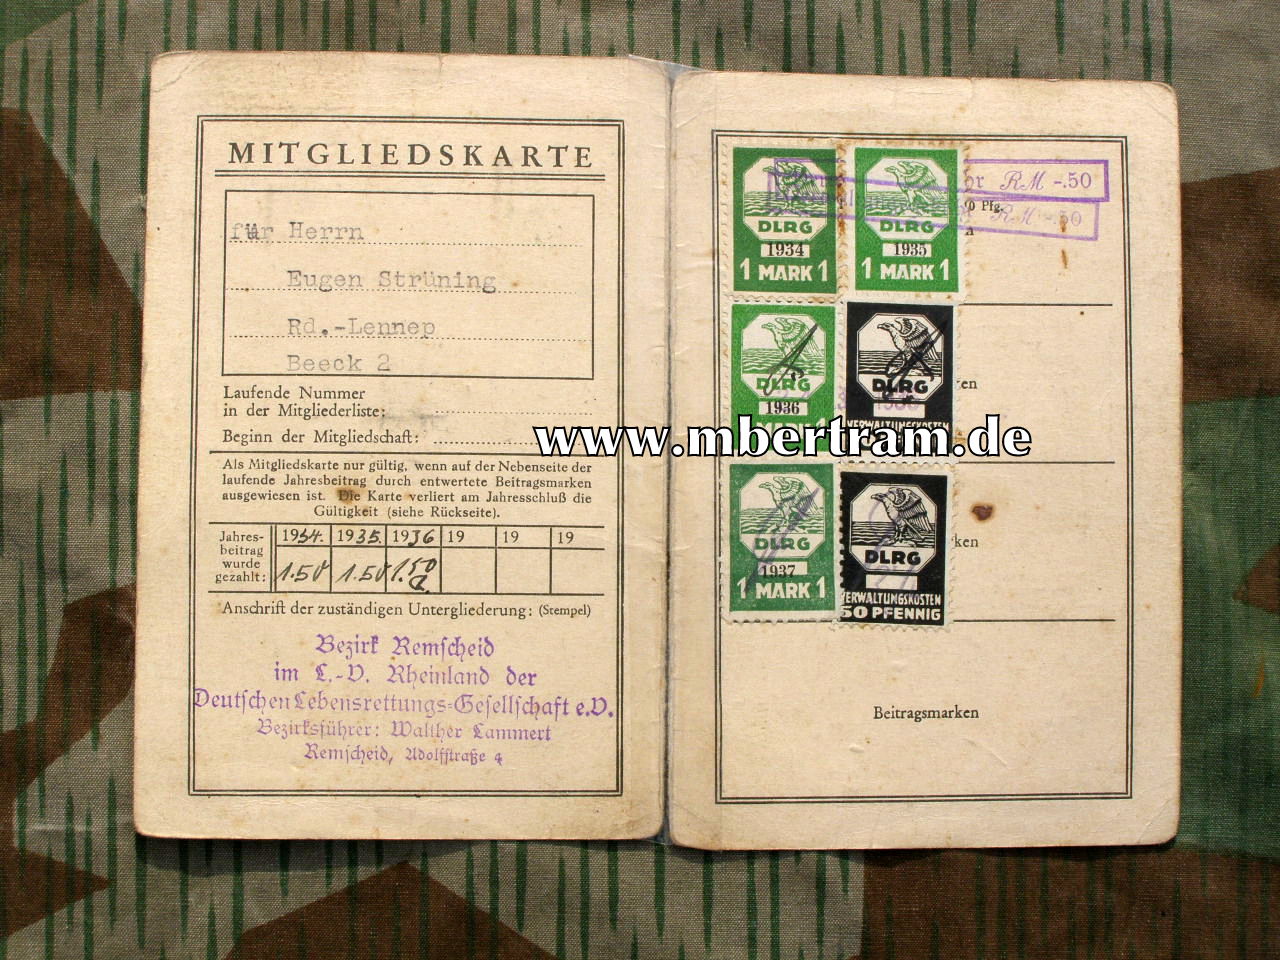 MITGLIEDSKARTE
für Herrn
Eugen Strüning
Rd.-Lennep
Beeck 2
Laufende Nummer
in der Mitgliederliste:
Beginn der Mitgliedschaft:
Als Mitgliedskarte nur gültig, wenn auf der Nebenseite der
laufende Jahresbeitrag durch entwertete Beitragsmarken
ausgewiesen ist. Die Karte verliert am Jahresschluß die
Gültigkeit (siehe Rückseite).
Jahres-
beitrag
wurde
gezahlt:
1934. 1935. 1936 19 19 19
1.50 1.50 1.50
Anschrift der zuständigen Untergliederung: (Stempel)
Bezirk Remscheid
im L.-V. Rheinland der
Deutschen Lebensrettungs-Gesellschaft e.V.
Bezirksführer: Walther Lammert
Remscheid, Adolfstraße 4
RM -.50
RM -.50
Pfg.
DLRG
1934
1 MARK 1
DLRG
1935
1 MARK 1
DLRG
1936
1 MARK 1
DLRG
VERWALTUNGSKOSTEN
www.mbertram.de
DLRG
1937
1 MARK 1
DLRG
VERWALTUNGSKOSTEN
50 PFENNIG
Beitragsmarken